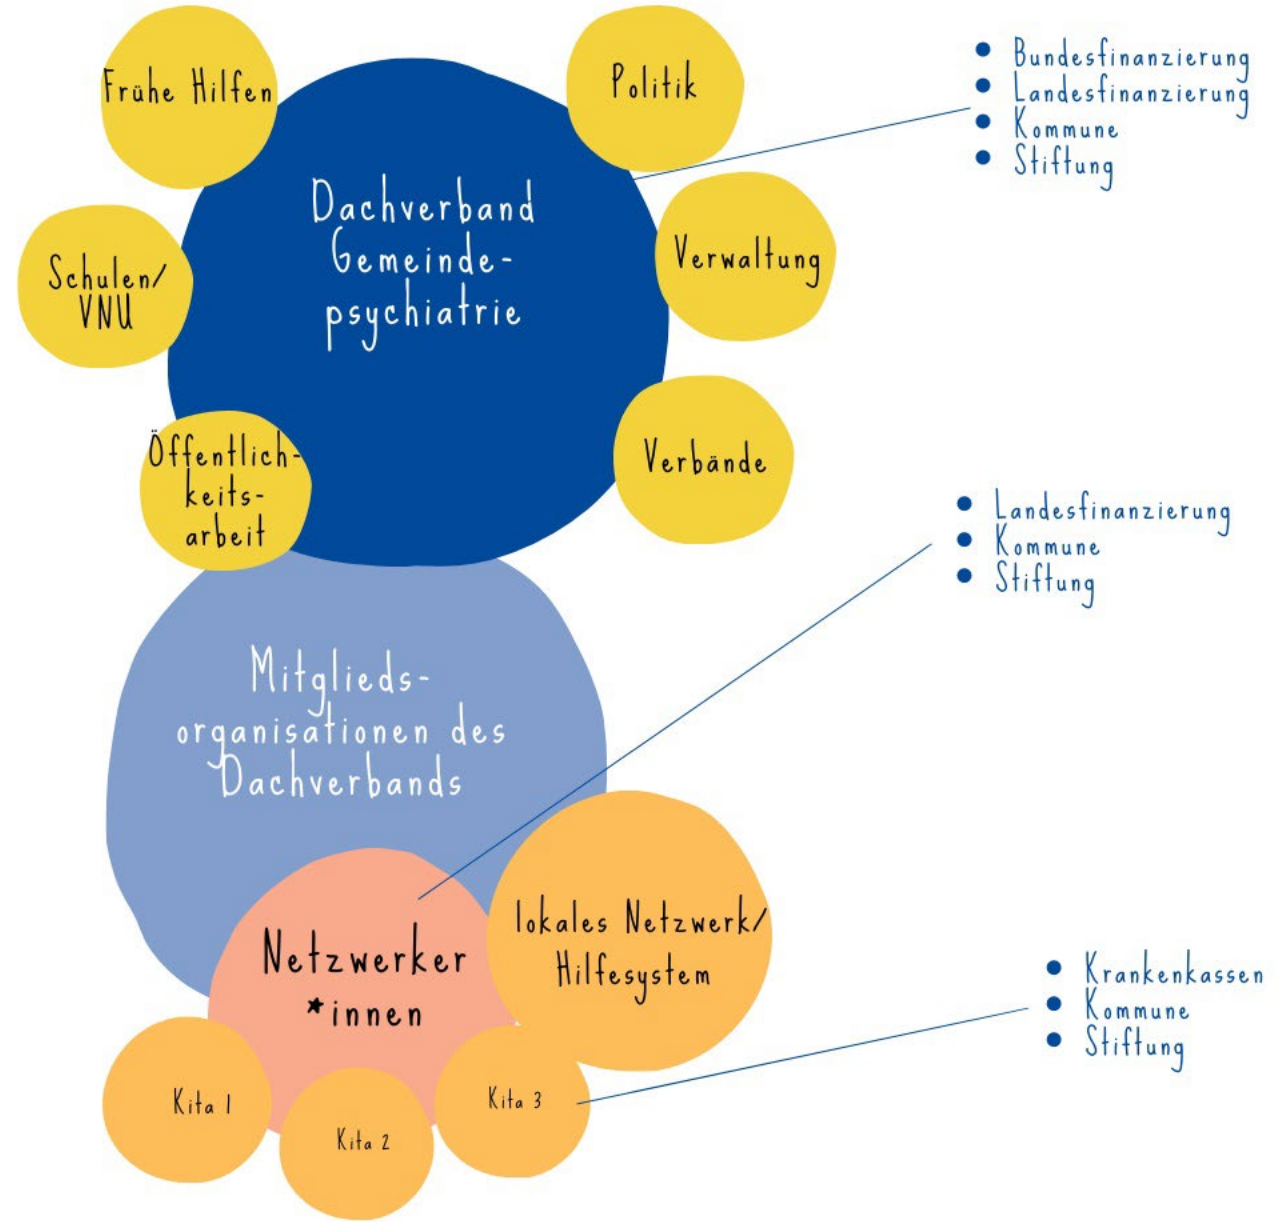 Frühe Hilfen
Politik
Dachverband
Gemeinde-
psychiatrie
Schulen/
VNU
Verwaltung
Öffentlich-
keits-
arbeit
Verbände
• Bundesfinanzierung
• Landesfinanzierung
• Kommune
• Stiftung
Mitglieds-
organisationen des
Dachverbands
• Landesfinanzierung
• Kommune
• Stiftung
Netzwerker
*innen
lokales Netzwerk/
Hilfesystem
Kita 1
Kita 2
Kita 3
• Krankenkassen
• Kommune
• Stiftung